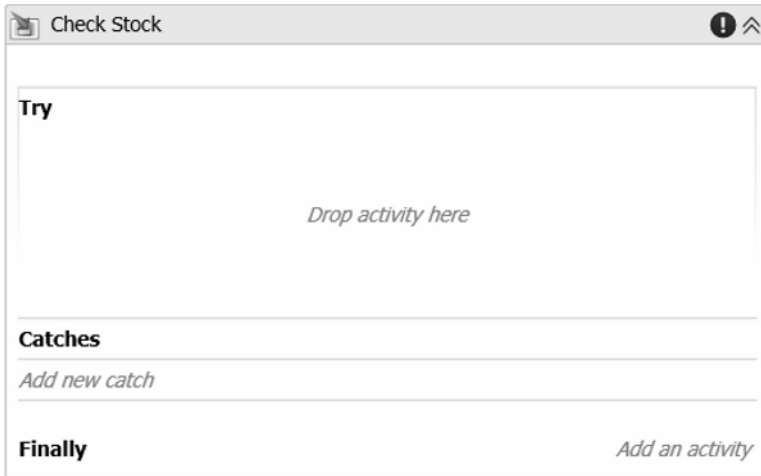 Check Stock
Try
Drop activity here
Catches
Add new catch
Finally Add an activity